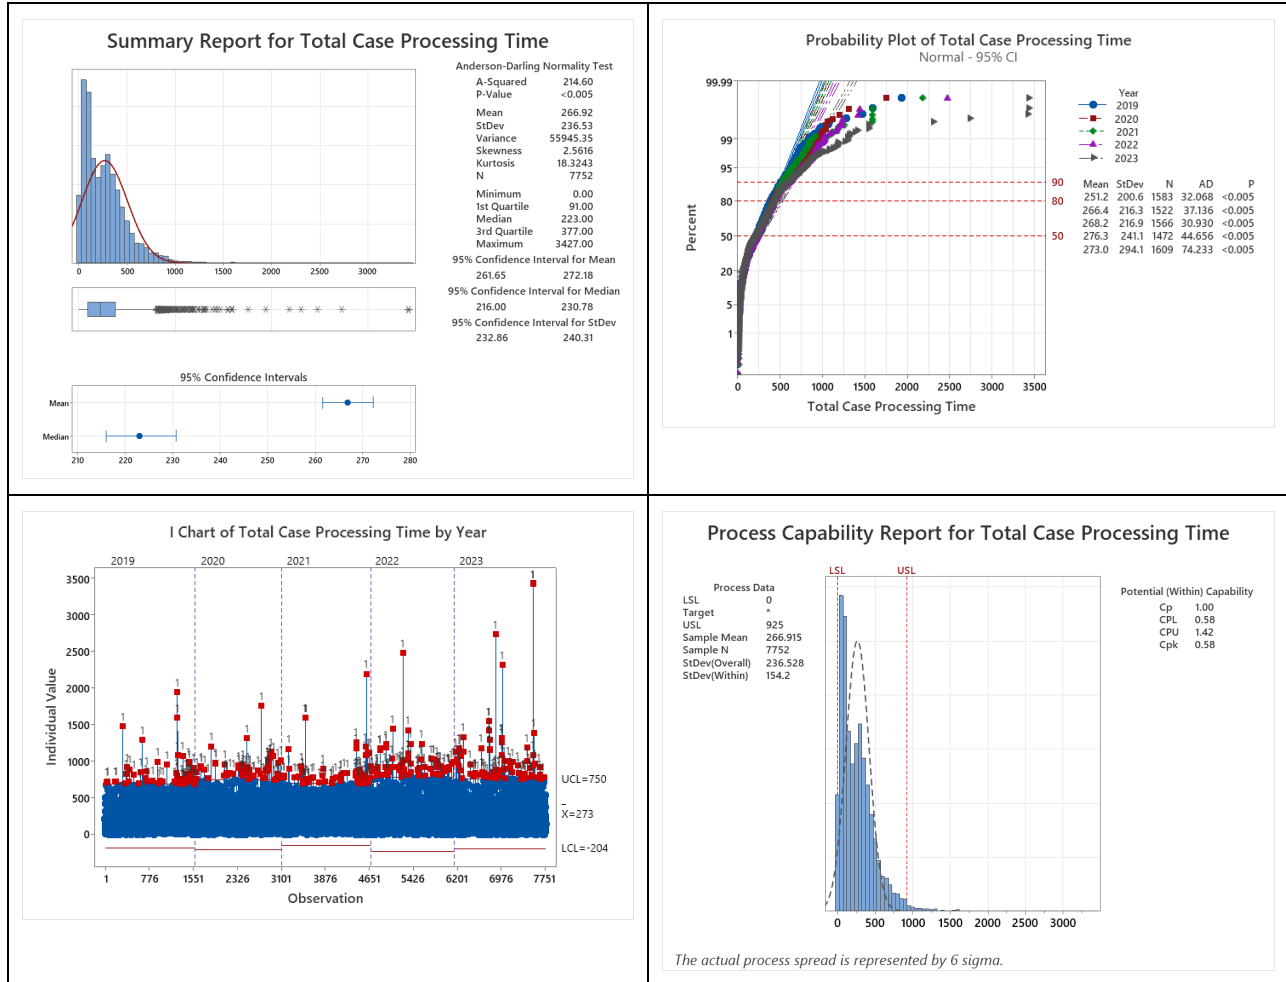 Summary Report for Total Case Processing Time
Anderson-Darling Normality Test
A-Squared 214.60
P-Value <0.005
Mean 266.92
StDev 236.53
Variance 55945.35
Skewness 2.5616
Kurtosis 18.3243
N 7752
Minimum 0.00
1st Quartile 91.00
Median 223.00
3rd Quartile 377.00
Maximum 3427.00
95% Confidence Interval for Mean
261.65 272.18
95% Confidence Interval for Median
216.00 230.78
95% Confidence Interval for StDev
232.86 240.31
0 500 1000 1500 2000 2500 3000
95% Confidence Intervals
Mean
Median
210 220 230 240 250 260 270 280
Probability Plot of Total Case Processing Time
Normal - 95% CI
Percent
99.99
99
95
80
50
20
5
1
90
80
50
0 500 1000 1500 2000 2500 3000 3500
Total Case Processing Time
Year
2019
2020
2021
2022
2023
Mean StDev N AD P
251.2 200.6 1583 32.068 <0.005
266.4 216.3 1522 37.136 <0.005
268.2 216.9 1566 30.930 <0.005
276.3 241.1 1472 44.656 <0.005
273.0 294.1 1609 74.233 <0.005
I Chart of Total Case Processing Time by Year
2019 2020 2021 2022 2023
Individual Value
3500
3000
2500
2000
1500
1000
500
0
UCL=750
X=273
LCL=-204
1 776 1551 2326 3101 3876 4651 5426 6201 6976 7751
Observation
Process Capability Report for Total Case Processing Time
LSL USL
Process Data
LSL 0
Target *
USL 925
Sample Mean 266.915
Sample N 7752
StDev(Overall) 236.528
StDev(Within) 154.2
Potential (Within) Capability
Cp 1.00
CPL 0.58
CPU 1.42
Cpk 0.58
0 500 1000 1500 2000 2500 3000
The actual process spread is represented by 6 sigma.